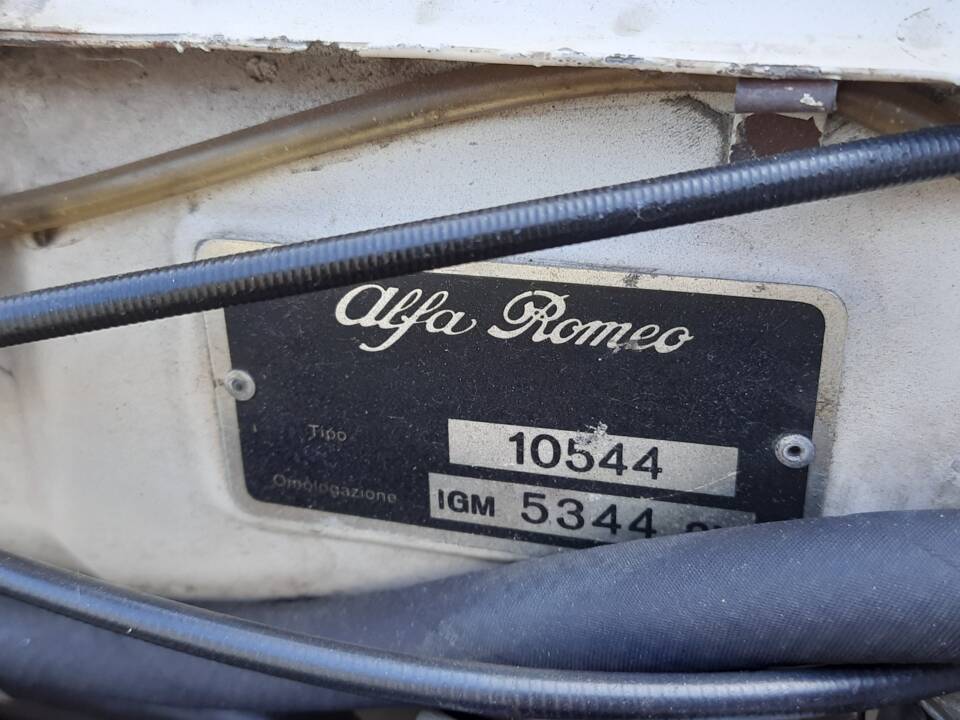 Alfa Romeo
Tipo 10544
Omologazione IGM 5344